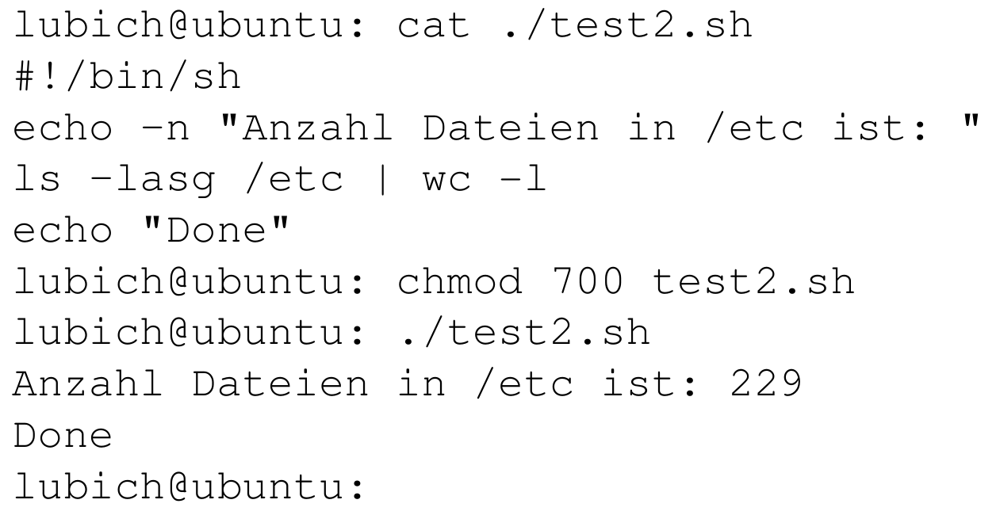 lubich@ubuntu: cat ./test2.sh
#!/bin/sh
echo -n "Anzahl Dateien in /etc ist: "
ls -lasg /etc | wc -l
echo "Done"
lubich@ubuntu: chmod 700 test2.sh
lubich@ubuntu: ./test2.sh
Anzahl Dateien in /etc ist: 229
Done
lubich@ubuntu: